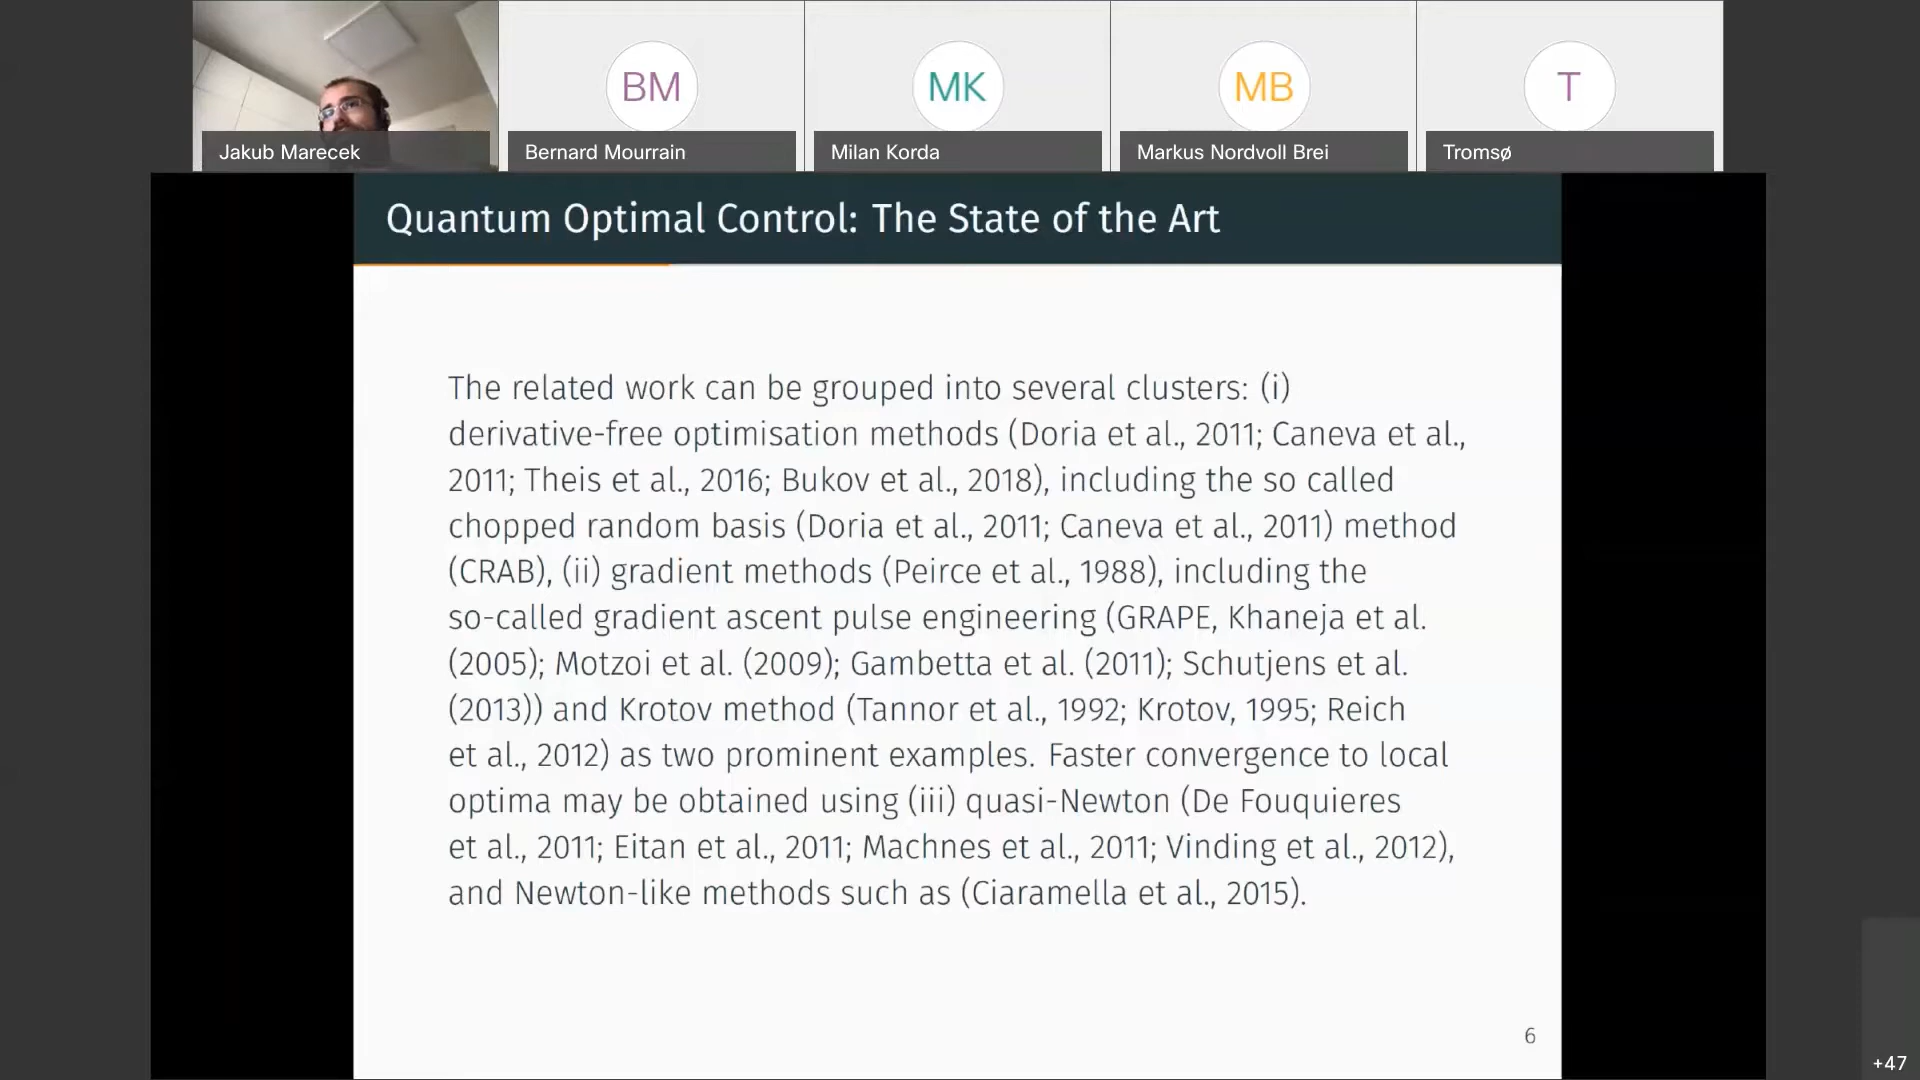 BM
MK
MB
T
Jakub Marecek
Bernard Mourrain
Milan Korda
Markus Nordvoll Brei
Tromsø
Quantum Optimal Control: The State of the Art
The related work can be grouped into several clusters: (i)
derivative-free optimisation methods (Doria et al., 2011; Caneva et al.,
2011; Theis et al., 2016; Bukov et al., 2018), including the so called
chopped random basis (Doria et al., 2011; Caneva et al., 2011) method
(CRAB), (ii) gradient methods (Peirce et al., 1988), including the
so-called gradient ascent pulse engineering (GRAPE, Khaneja et al.
(2005); Motzoi et al. (2009); Gambetta et al. (2011); Schutjens et al.
(2013)) and Krotov method (Tannor et al., 1992; Krotov, 1995; Reich
et al., 2012) as two prominent examples. Faster convergence to local
optima may be obtained using (iii) quasi-Newton (De Fouquieres
et al., 2011; Eitan et al., 2011; Machnes et al., 2011; Vinding et al., 2012),
and Newton-like methods such as (Ciaramella et al., 2015).
6
+47